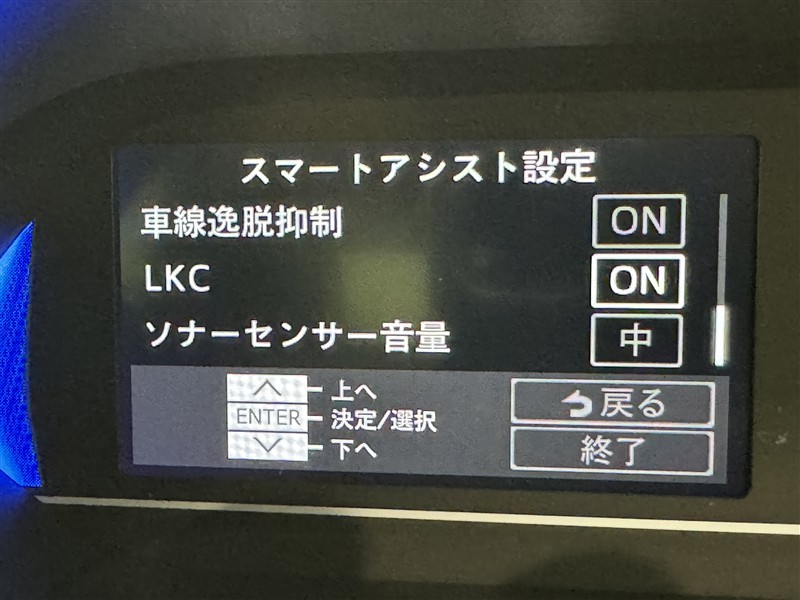 スマートアシスト設定
車線逸脱抑制 ON
LKC ON
ソナーセンサー音量 中
上へ
ENTER 決定/選択
下へ
戻る
終了